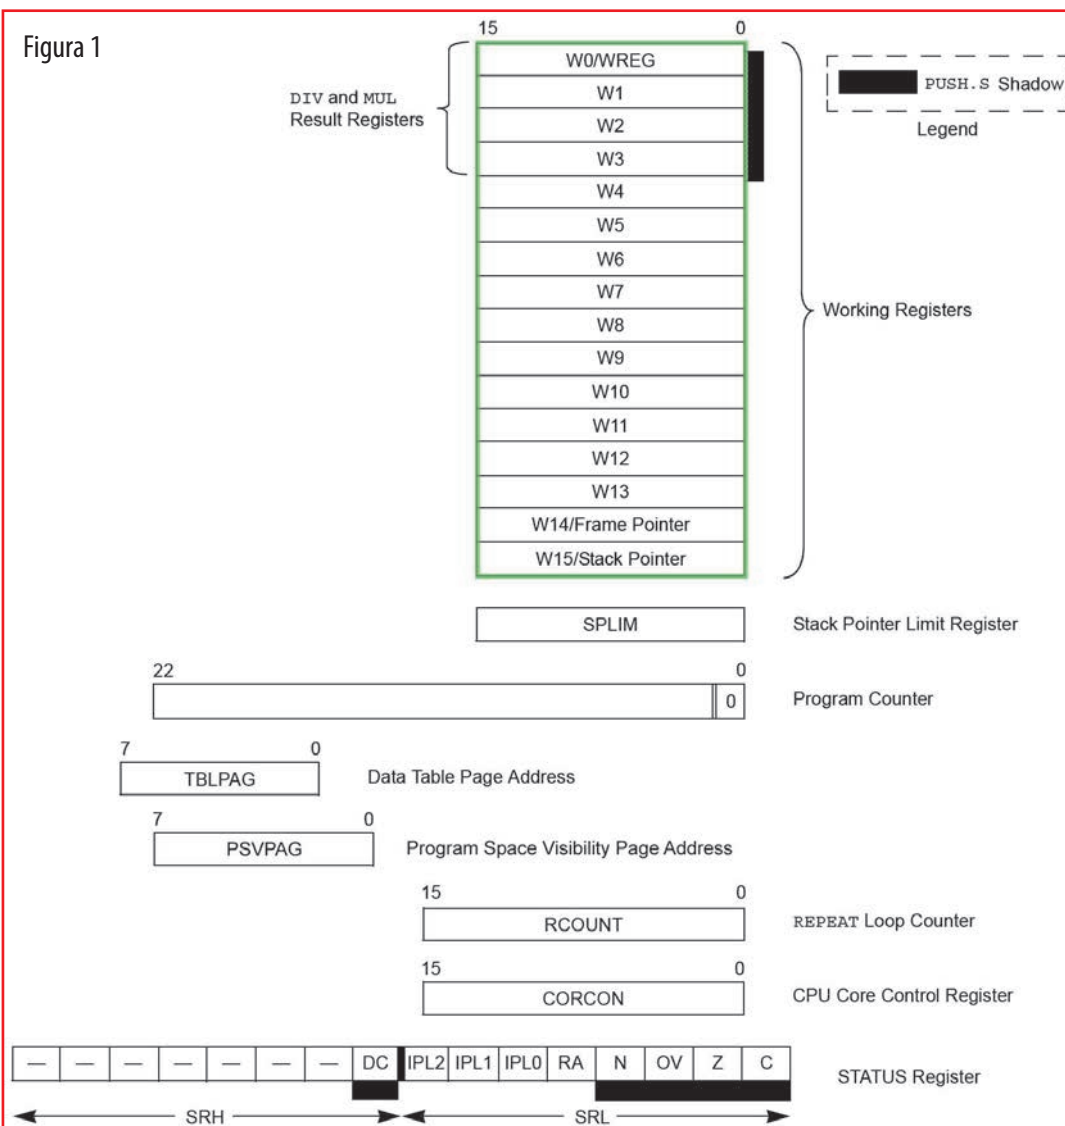 Figura 1
15 0
W0/WREG
DIV and MUL
Result Registers
W1
W2
W3
W4
W5
W6
W7
W8
W9
W10
W11
W12
W13
W14/Frame Pointer
W15/Stack Pointer
PUSH.S Shadow
Legend
Working Registers
SPLIM
Stack Pointer Limit Register
22 0
0
Program Counter
7 0
TBLPAG
Data Table Page Address
7 0
PSVPAG
Program Space Visibility Page Address
15 0
RCOUNT
REPEAT Loop Counter
15 0
CORCON
CPU Core Control Register
— — — — — — — DC IPL2 IPL1 IPL0 RA N OV Z C
STATUS Register
SRH SRL